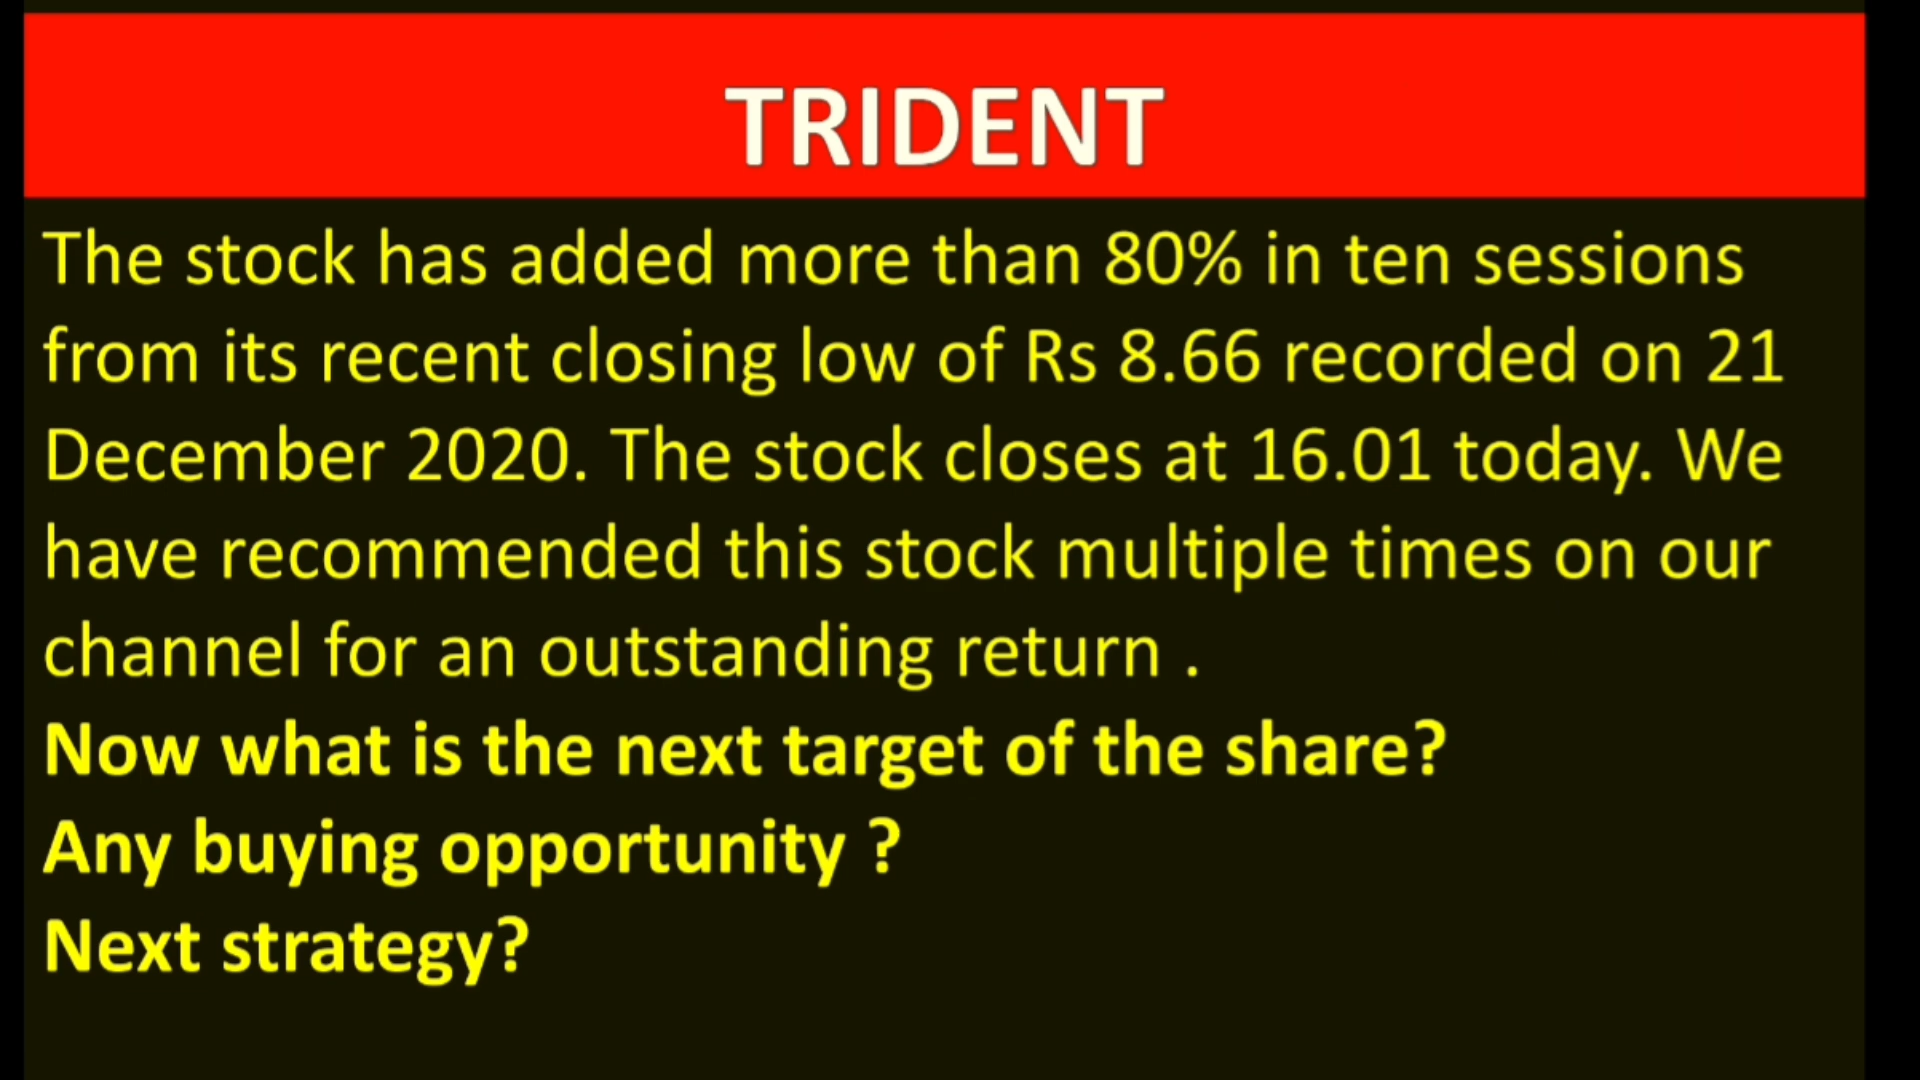 TRIDENT
The stock has added more than 80% in ten sessions
from its recent closing low of Rs 8.66 recorded on 21
December 2020. The stock closes at 16.01 today. We
have recommended this stock multiple times on our
channel for an outstanding return .
Now what is the next target of the share?
Any buying opportunity ?
Next strategy?